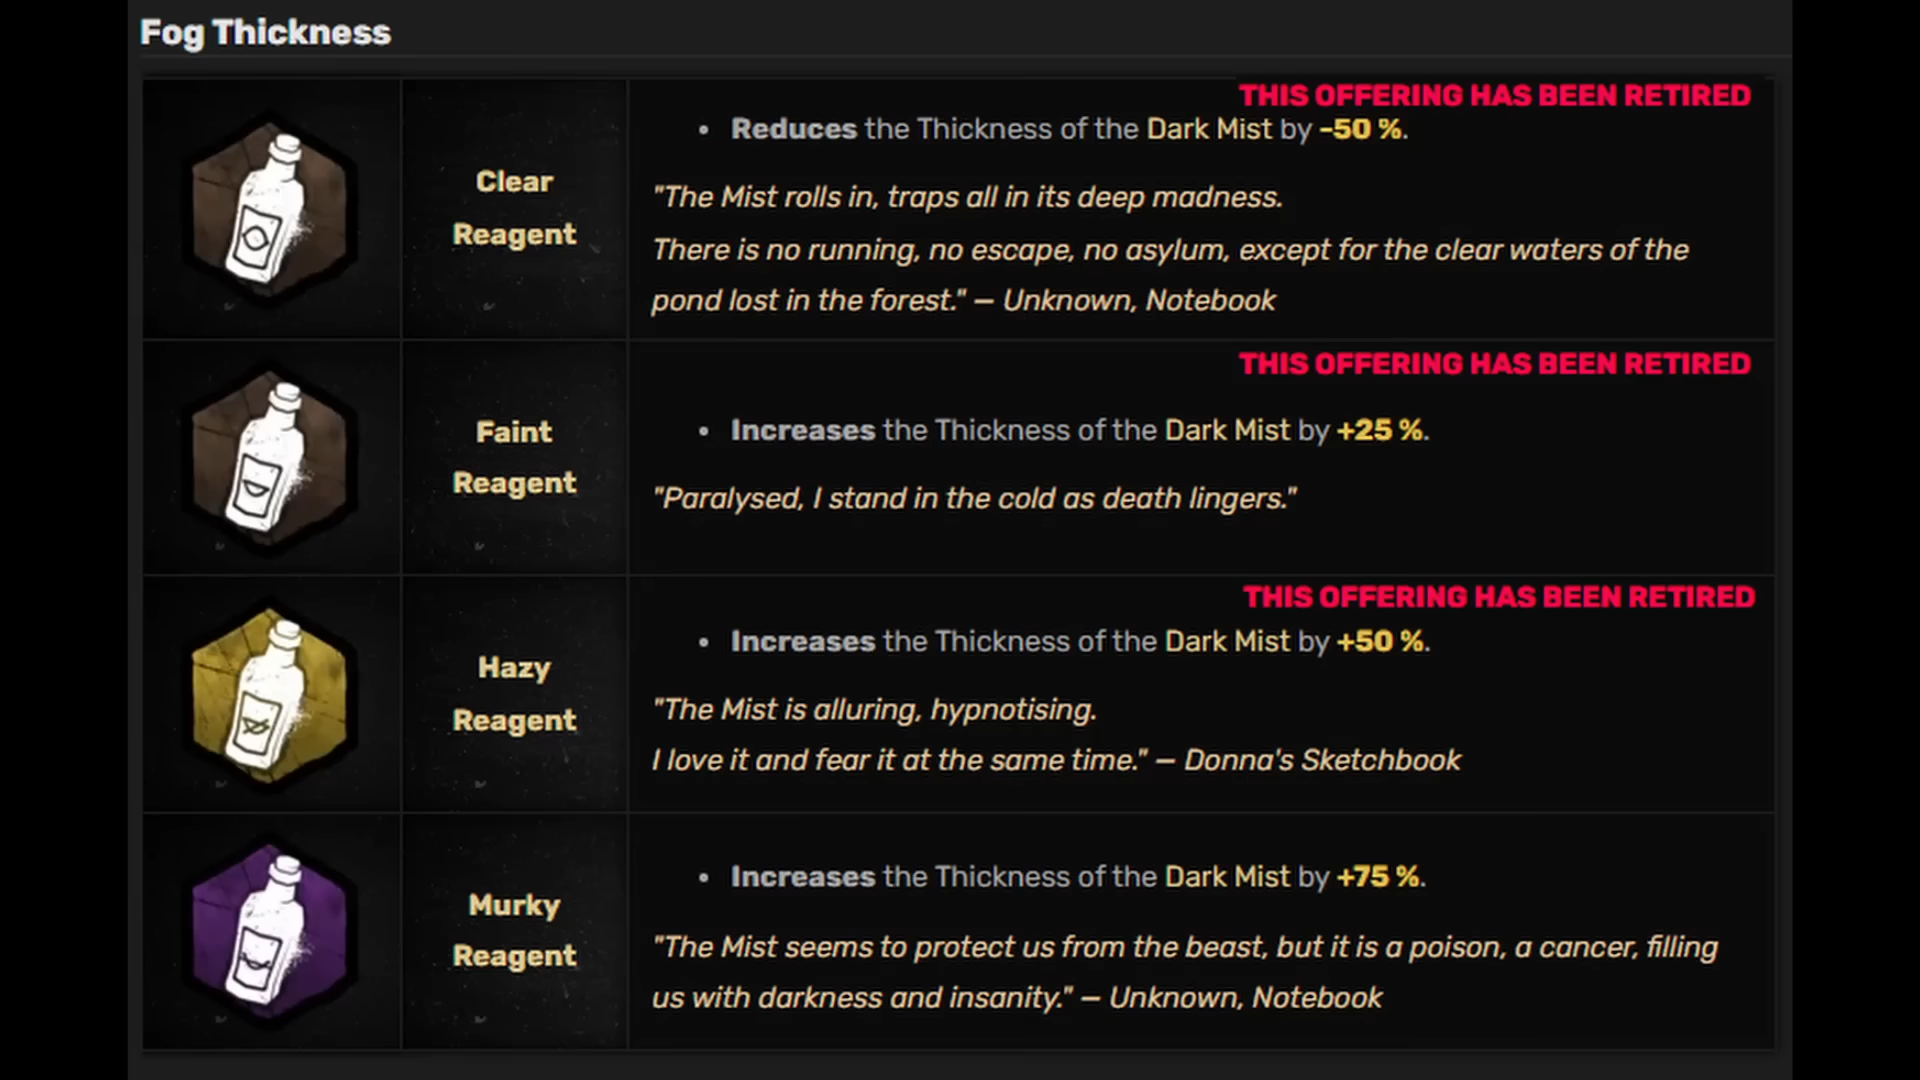 Fog Thickness
Clear
Reagent
THIS OFFERING HAS BEEN RETIRED
• Reduces the Thickness of the Dark Mist by -50 %.
"The Mist rolls in, traps all in its deep madness.
There is no running, no escape, no asylum, except for the clear waters of the
pond lost in the forest." — Unknown, Notebook
Faint
Reagent
THIS OFFERING HAS BEEN RETIRED
• Increases the Thickness of the Dark Mist by +25 %.
"Paralysed, I stand in the cold as death lingers."
Hazy
Reagent
THIS OFFERING HAS BEEN RETIRED
• Increases the Thickness of the Dark Mist by +50 %.
"The Mist is alluring, hypnotising.
I love it and fear it at the same time." — Donna's Sketchbook
Murky
Reagent
• Increases the Thickness of the Dark Mist by +75 %.
"The Mist seems to protect us from the beast, but it is a poison, a cancer, filling
us with darkness and insanity." — Unknown, Notebook